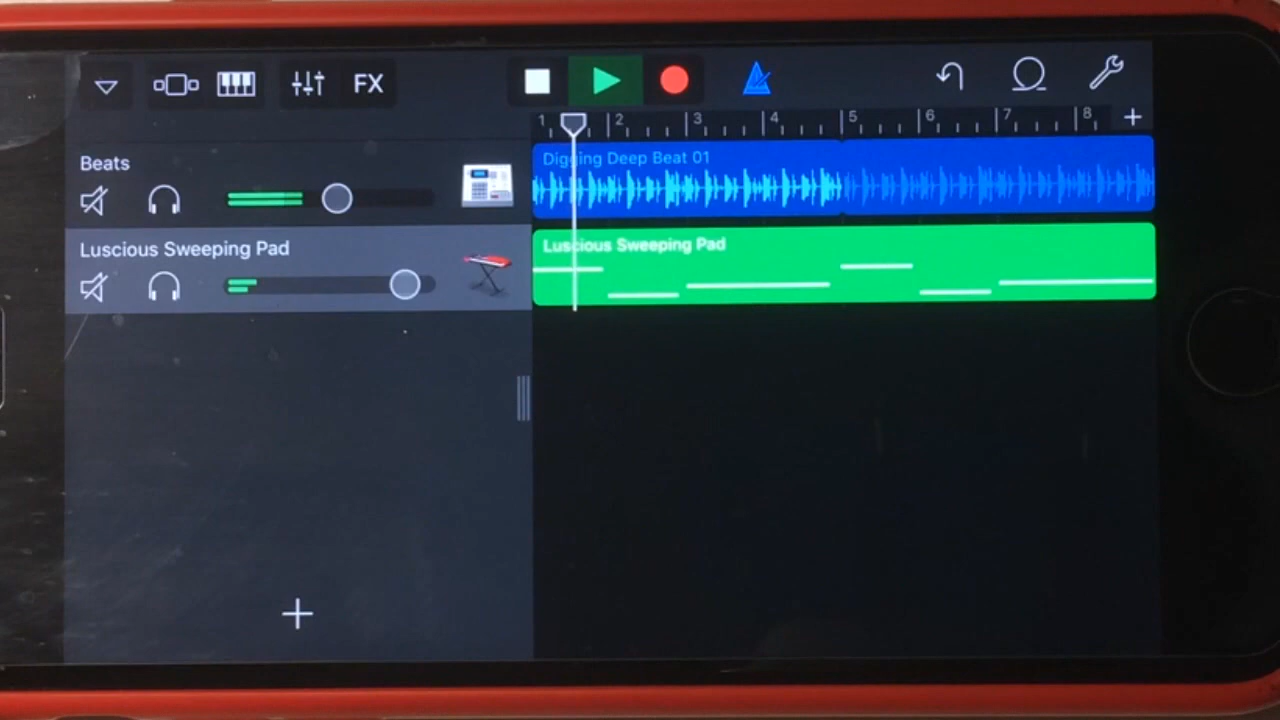 FX
1 2 3 4 5 6 7 8 +
Beats
Digging Deep Beat 01
Luscious Sweeping Pad
Luscious Sweeping Pad